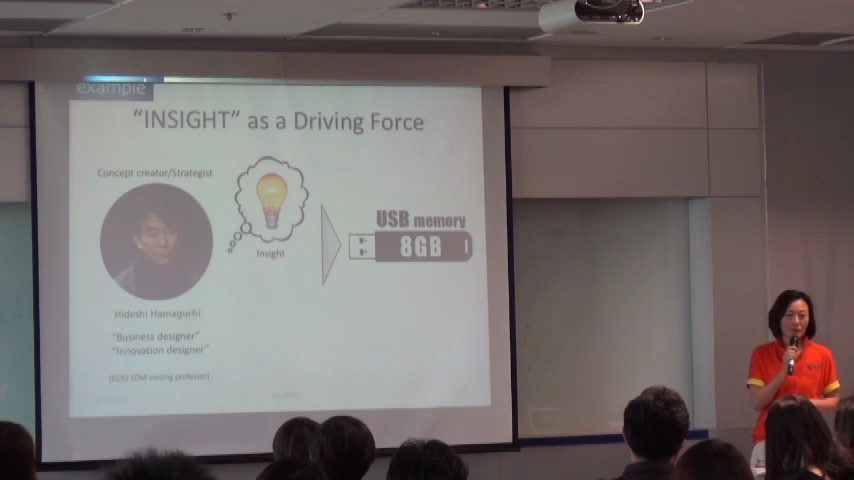 example
“INSIGHT” as a Driving Force
Concept creator/Strategist
Insight
USB memory
8GB
Hideshi Hamaguchi
“Business designer”
“Innovation designer”
(KEIO SDM visiting professor)